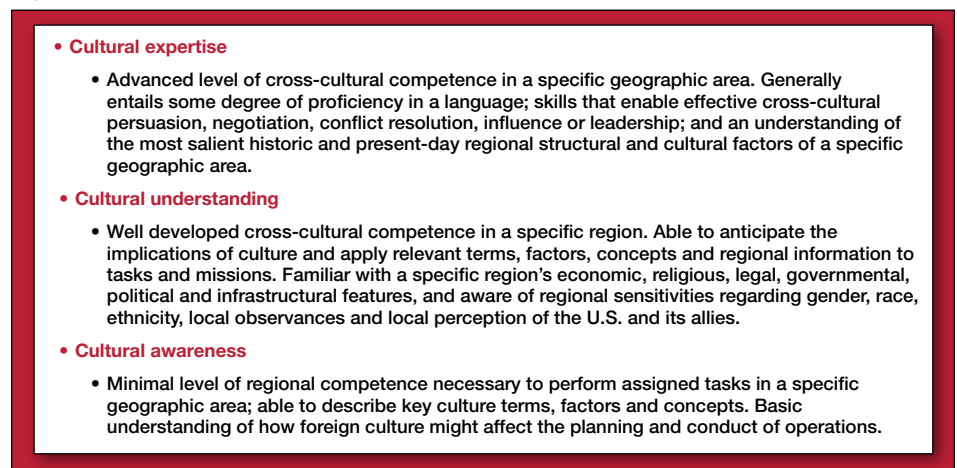 • Cultural expertise
• Advanced level of cross-cultural competence in a specific geographic area. Generally
entails some degree of proficiency in a language; skills that enable effective cross-cultural
persuasion, negotiation, conflict resolution, influence or leadership; and an understanding of
the most salient historic and present-day regional structural and cultural factors of a specific
geographic area.
• Cultural understanding
• Well developed cross-cultural competence in a specific region. Able to anticipate the
implications of culture and apply relevant terms, factors, concepts and regional information to
tasks and missions. Familiar with a specific region's economic, religious, legal, governmental,
political and infrastructural features, and aware of regional sensitivities regarding gender, race,
ethnicity, local observances and local perception of the U.S. and its allies.
• Cultural awareness
• Minimal level of regional competence necessary to perform assigned tasks in a specific
geographic area; able to describe key culture terms, factors and concepts. Basic
understanding of how foreign culture might affect the planning and conduct of operations.